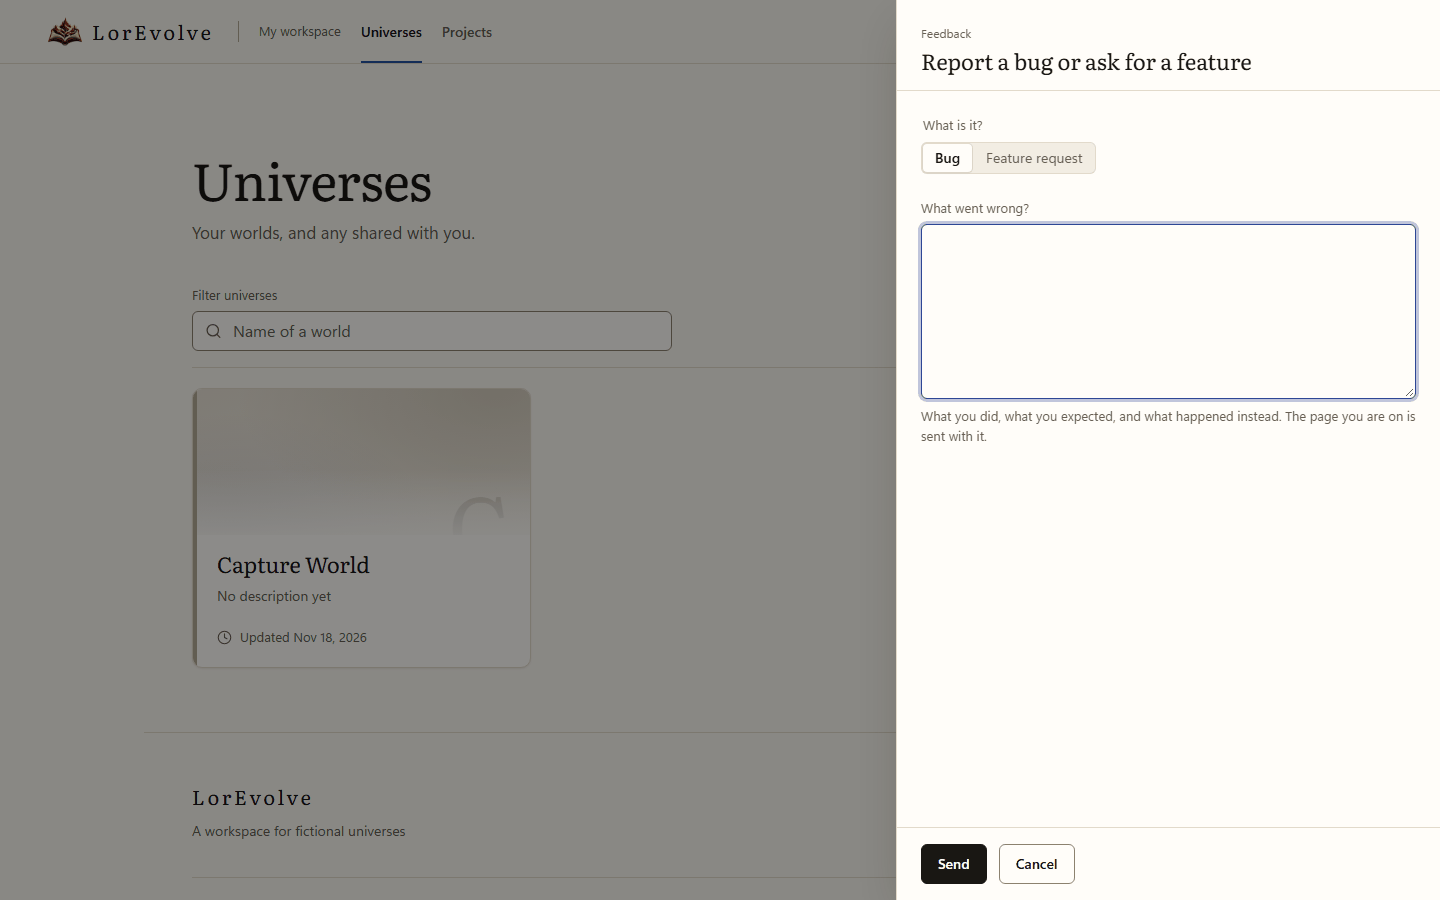 LorEvolve
My workspace
Universes
Projects
Universes
Your worlds, and any shared with you.
Filter universes
Name of a world
C
Capture World
No description yet
Updated Nov 18, 2026
LorEvolve
A workspace for fictional universes
Feedback
Report a bug or ask for a feature
What is it?
Bug
Feature request
What went wrong?
What you did, what you expected, and what happened instead. The page you are on is
sent with it.
Send
Cancel